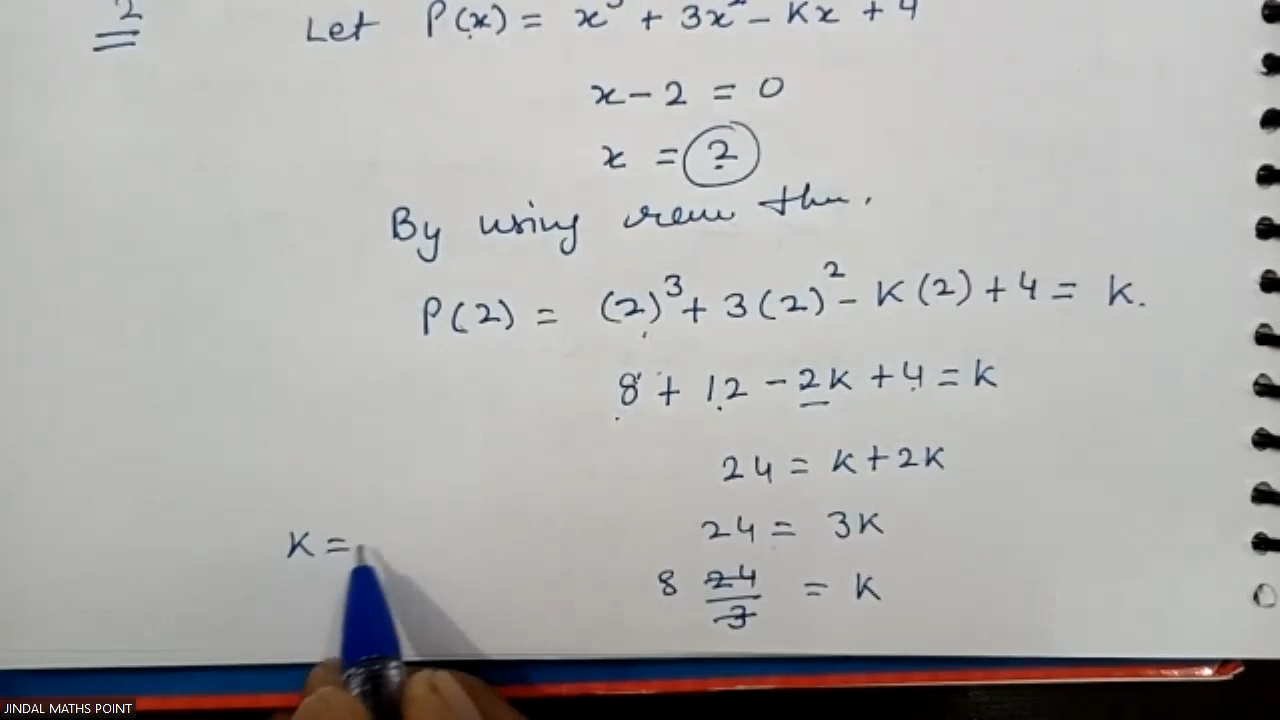 2
Let P(x) = x³ + 3x² - Kx + 4
x - 2 = 0
x = 2
By using rem thm.
P(2) = (2)³ + 3(2)² - K(2) + 4 = K.
8 + 12 - 2K + 4 = K
24 = K + 2K
24 = 3K
K =
8 24/3 = K
JINDAL MATHS POINT